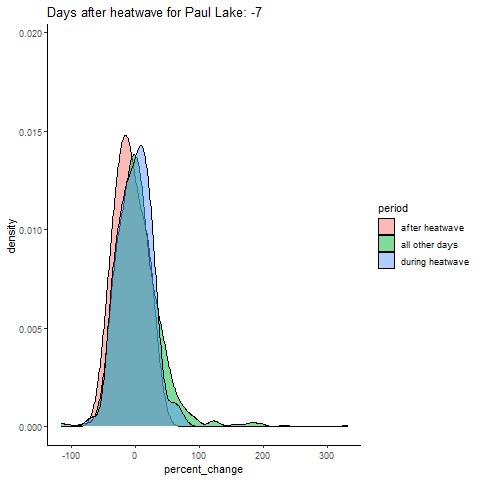 Days after heatwave for Paul Lake: -7
0.020
0.015
0.010
0.005
0.000
density
-100 0 100 200 300
percent_change
period
after heatwave
all other days
during heatwave